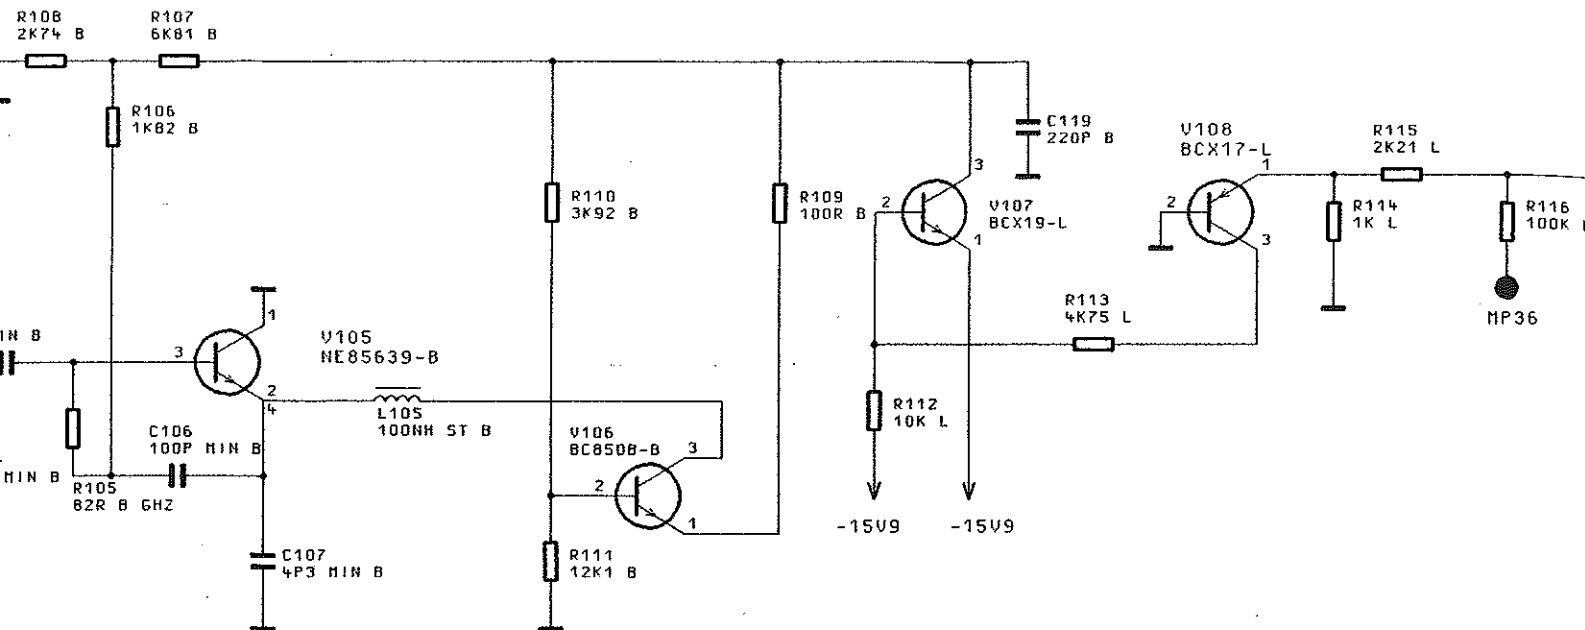 R108
2K74 B
R107
6K81 B
R106
1K82 B
C119
220P B
V108
BCX17-L
R115
2K21 L
1
3
R110
3K92 B
R109
100R B
2
V107
BCX19-L
2
R114
1K L
R116
100K
1
3
1
R113
4K75 L
MP36
IN B
3
V105
NE85639-B
2
4
L105
100NH ST B
R112
10K L
C106
100P MIN B
V106
BC850B-B
3
MIN B
R105
82R B GHZ
2
1
-15V9
-15V9
C107
4P3 MIN B
R111
12K1 B